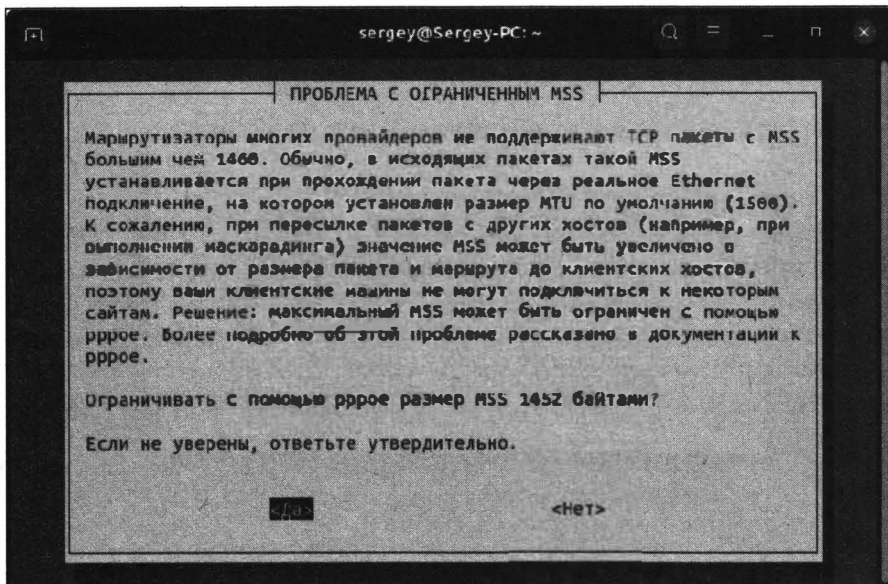 sergey@Sergey-PC: ~
ПРОБЛЕМА С ОГРАНИЧЕННЫМ MSS
Маршрутизаторы многих провайдеров не поддерживают TCP пакеты с MSS
большим чем 1460. Обычно, в исходящих пакетах такой MSS
устанавливается при прохождении пакета через реальное Ethernet
подключение, на котором установлен размер MTU по умолчанию (1500).
К сожалению, при пересылке пакетов с других хостов (например, при
выполнении маскарадинга) значение MSS может быть увеличено в
зависимости от размера пакета и маршрута до клиентских хостов,
поэтому ваши клиентские машины не могут подключиться к некоторым
сайтам. Решение: максимальный MSS может быть ограничен с помощью
pppoe. Более подробно об этой проблеме рассказано в документации к
pppoe.
Ограничивать с помощью pppoe размер MSS 1452 байтами?
Если не уверены, ответьте утвердительно.
<Да> <Нет>